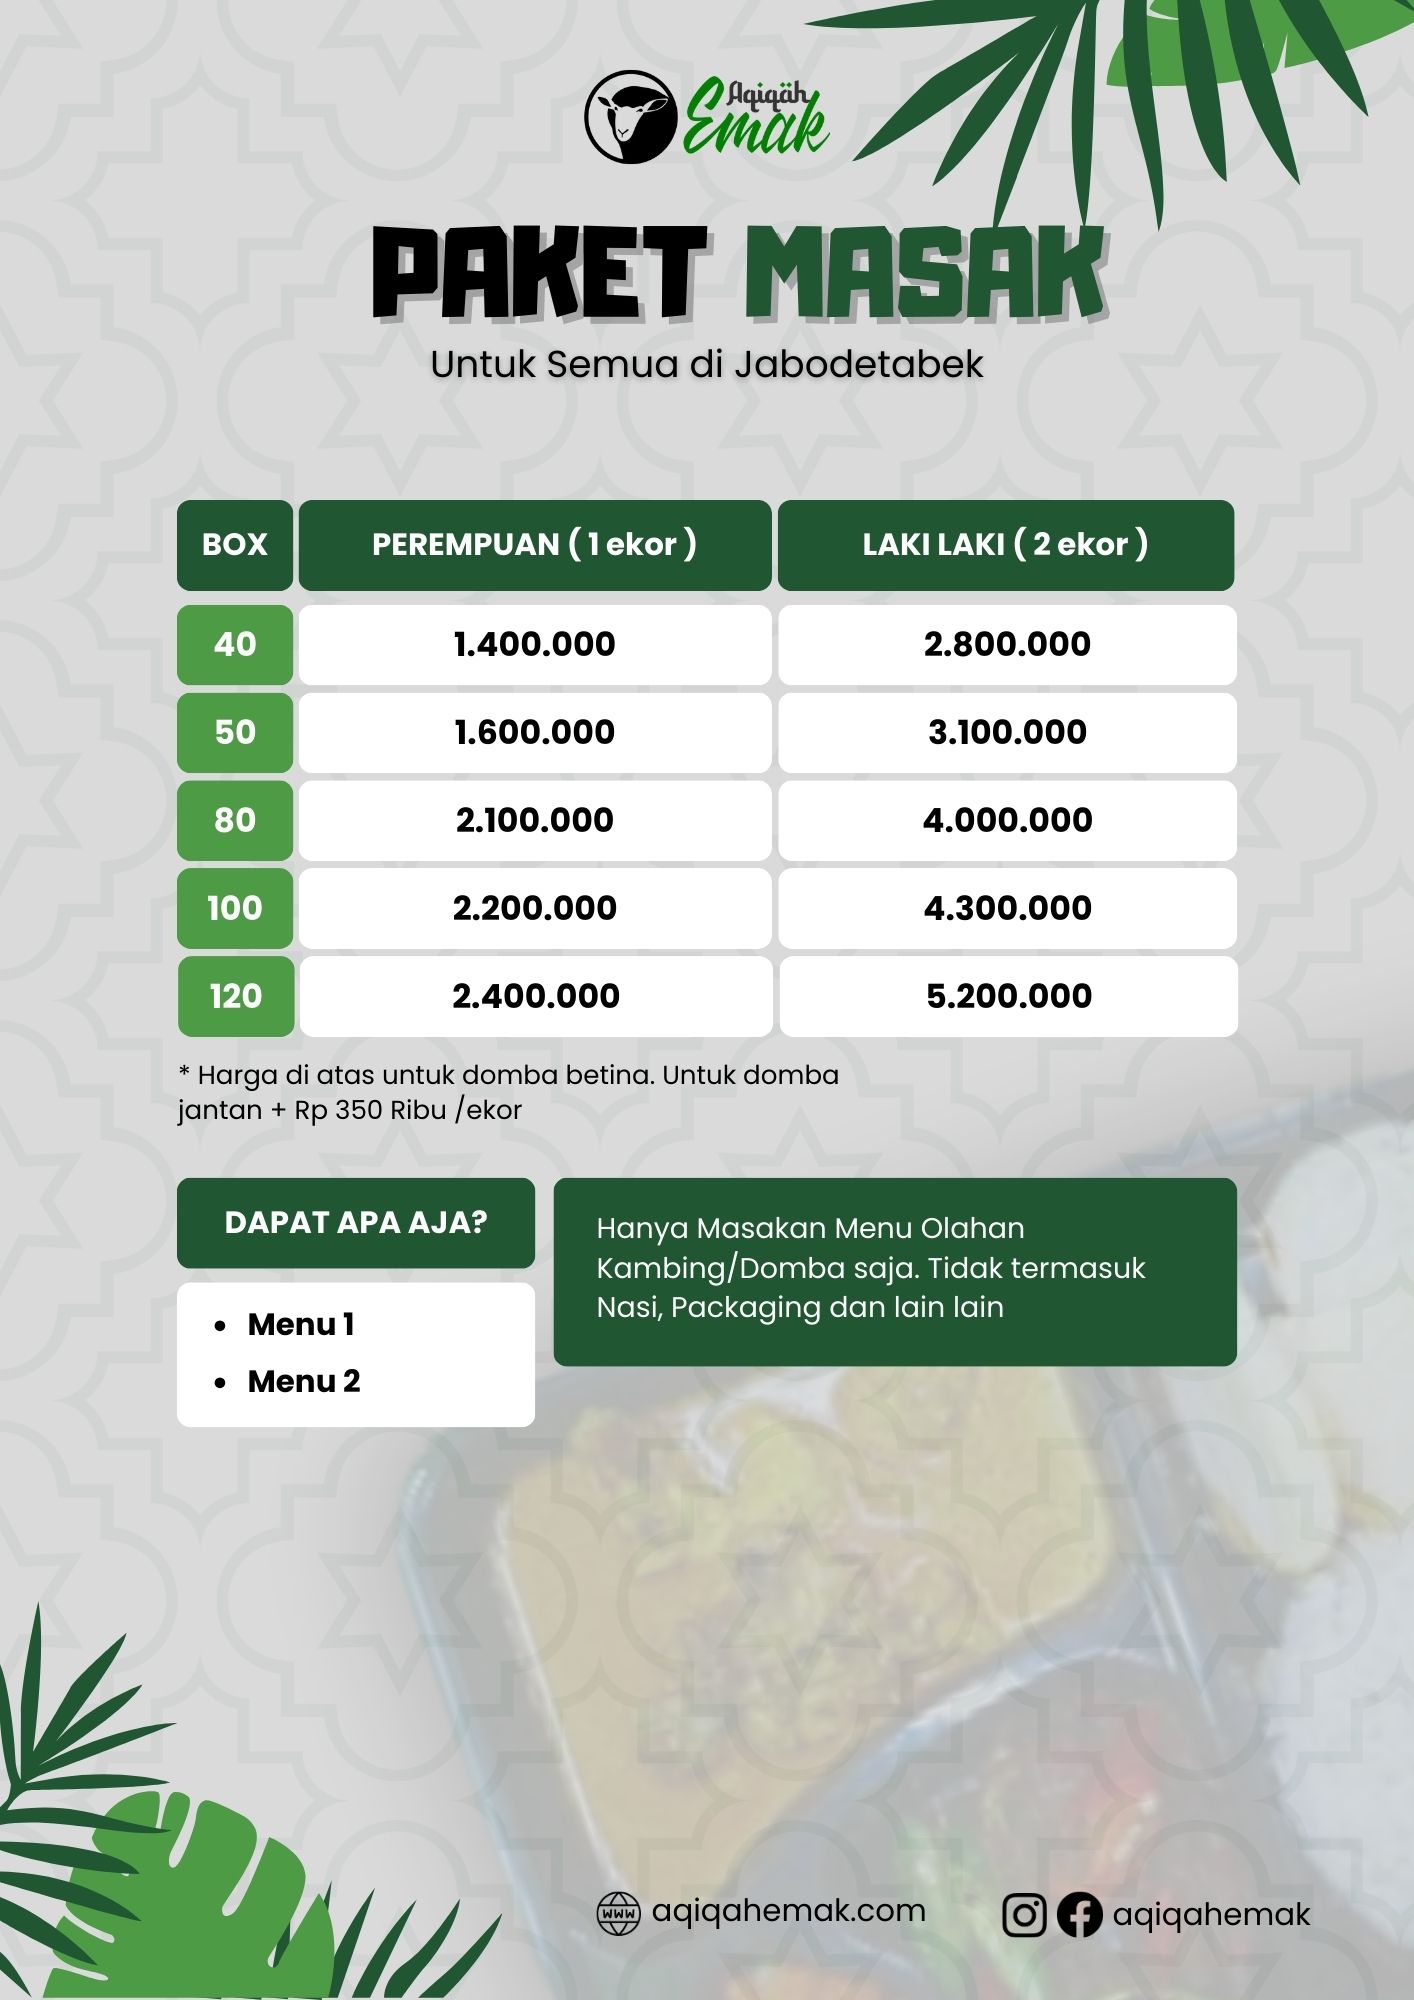 Aqiqah
Emak
PAKET MASAK
Untuk Semua di Jabodetabek
BOX PEREMPUAN ( 1 ekor ) LAKI LAKI ( 2 ekor )
40 1.400.000 2.800.000
50 1.600.000 3.100.000
80 2.100.000 4.000.000
100 2.200.000 4.300.000
120 2.400.000 5.200.000
* Harga di atas untuk domba betina. Untuk domba
jantan + Rp 350 Ribu /ekor
DAPAT APA AJA?
• Menu 1
• Menu 2
Hanya Masakan Menu Olahan
Kambing/Domba saja. Tidak termasuk
Nasi, Packaging dan lain lain
www aqiqahemak.com
aqiqahemak